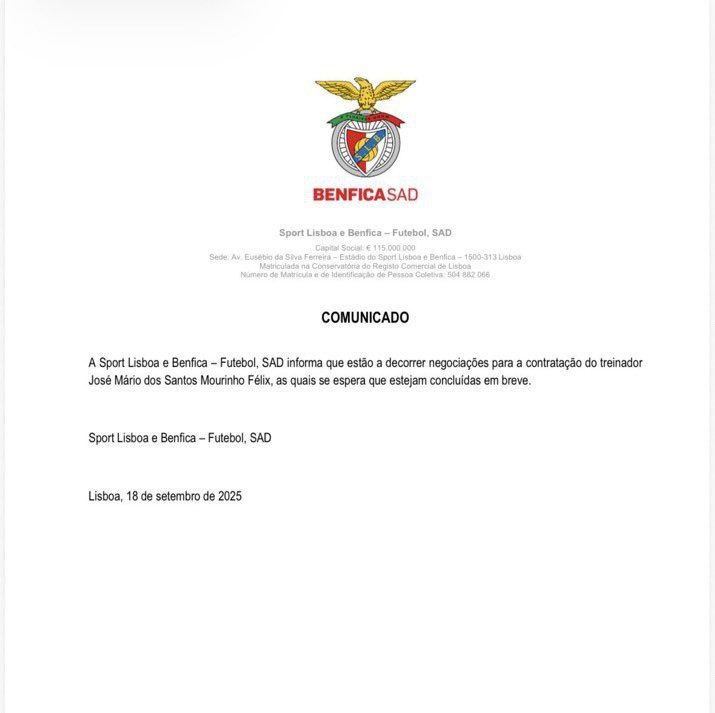 BENFICA SAD
Sport Lisboa e Benfica – Futebol, SAD
Capital Social: € 115.000.000
Sede: Av. Eusébio da Silva Ferreira – Estádio do Sport Lisboa e Benfica – 1500-313 Lisboa
Matriculada na Conservatória do Registo Comercial de Lisboa
Número de Matrícula e de Identificação de Pessoa Coletiva: 504 882 066
COMUNICADO
A Sport Lisboa e Benfica – Futebol, SAD informa que estão a decorrer negociações para a contratação do treinador
José Mário dos Santos Mourinho Félix, as quais se espera que estejam concluídas em breve.
Sport Lisboa e Benfica – Futebol, SAD
Lisboa, 18 de setembro de 2025